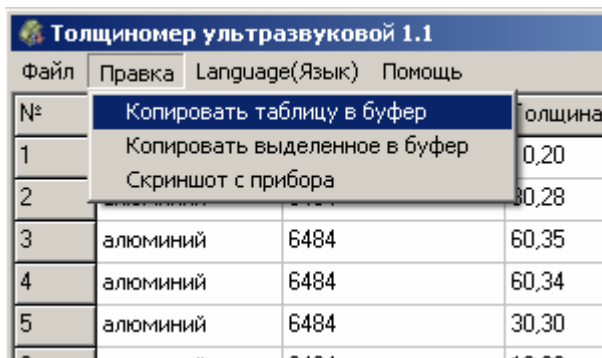 Толщиномер ультразвуковой 1.1
Файл Правка Language(Язык) Помощь
№ Толщина
Копировать таблицу в буфер
1 0,20
Копировать выделенное в буфер
Скриншот с прибора
2 30,28
3 алюминий 6484 60,35
4 алюминий 6484 60,34
5 алюминий 6484 30,30